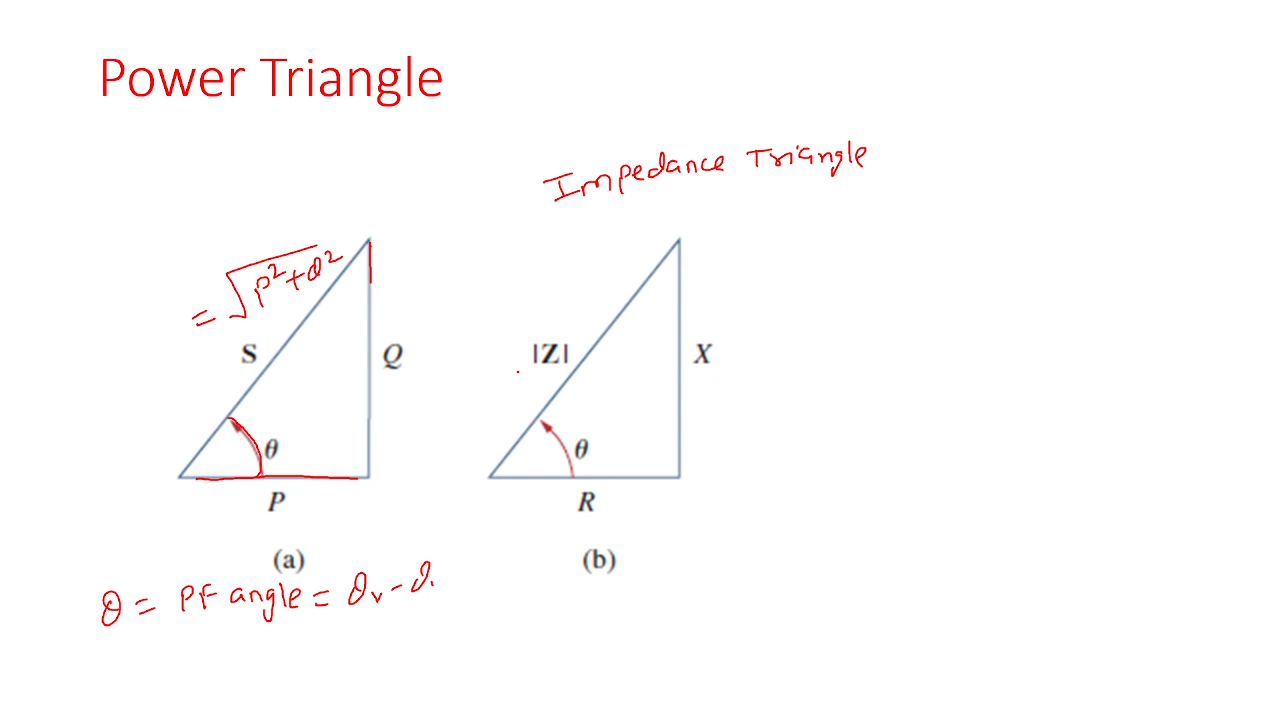 Power Triangle
Impedance Triangle
= √P²+Q²
S
Q
θ
P
(a)
|Z|
X
θ
R
(b)
θ = PF angle = θv - θi